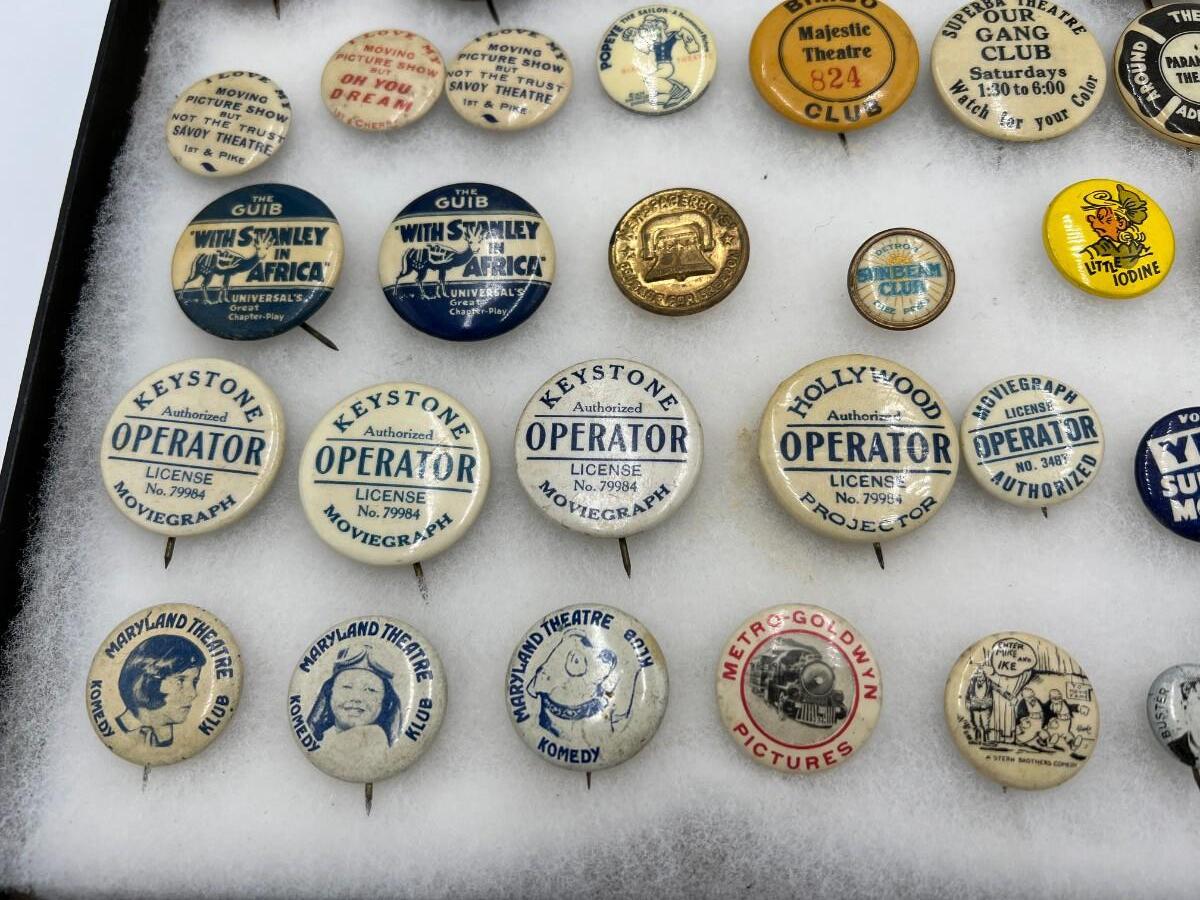 I LOVE MY
MOVING
PICTURE SHOW
BUT
NOT THE TRUST
SAVOY THEATRE
1ST & PIKE
I LOVE MY
MOVING
PICTURE SHOW
BUT
OH YOU
DREAM
I LOVE MY
MOVING
PICTURE SHOW
BUT
NOT THE TRUST
SAVOY THEATRE
1ST & PIKE
POPEYE THE SAILOR
THEATRE
Majestic
Theatre
824
CLUB
SUPERBA THEATRE
OUR
GANG
CLUB
Saturdays
1:30 to 6:00
Watch for your Color
THE
AROUND
THE
GUIB
"WITH STANLEY
IN
AFRICA"
UNIVERSAL'S
Great
Chapter-Play
THE
GUIB
"WITH STANLEY
IN
AFRICA"
UNIVERSAL'S
Great
Chapter-Play
DETROIT
SUNBEAM
CLUB
LITTLE
IODINE
KEYSTONE
Authorized
OPERATOR
LICENSE
No. 79984
MOVIEGRAPH
KEYSTONE
Authorized
OPERATOR
LICENSE
No. 79984
MOVIEGRAPH
KEYSTONE
Authorized
OPERATOR
LICENSE
No. 79984
MOVIEGRAPH
HOLLYWOOD
Authorized
OPERATOR
LICENSE
No. 79984
PROJECTOR
MOVIEGRAPH
LICENSE
OPERATOR
NO. 3487
AUTHORIZED
MARYLAND THEATRE
KOMEDY KLUB
MARYLAND THEATRE
KOMEDY KLUB
MARYLAND THEATRE
KOMEDY KLUB
METRO-GOLDWYN
PICTURES
ENTER
MIKE AND
IKE
A STERN BROTHERS COMEDY
BUSTER